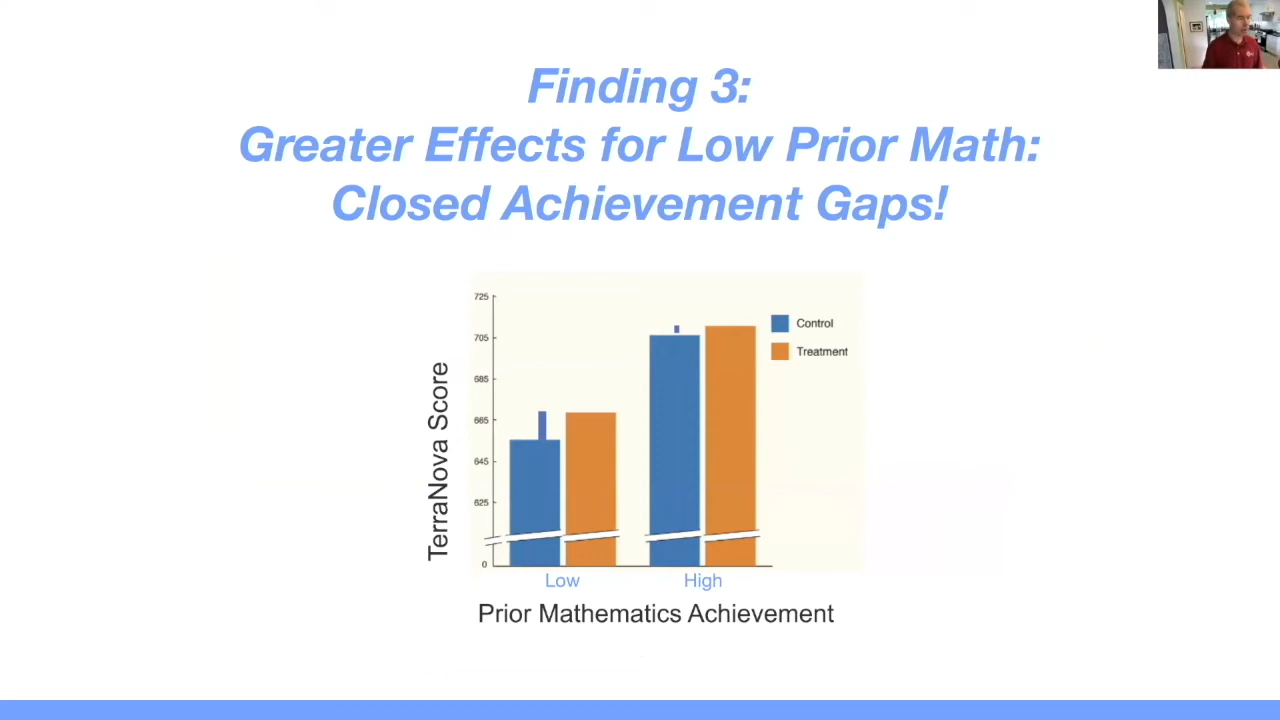 Finding 3:
Greater Effects for Low Prior Math:
Closed Achievement Gaps!
725
705
685
665
645
625
0
TerraNova Score
Control
Treatment
Low
High
Prior Mathematics Achievement